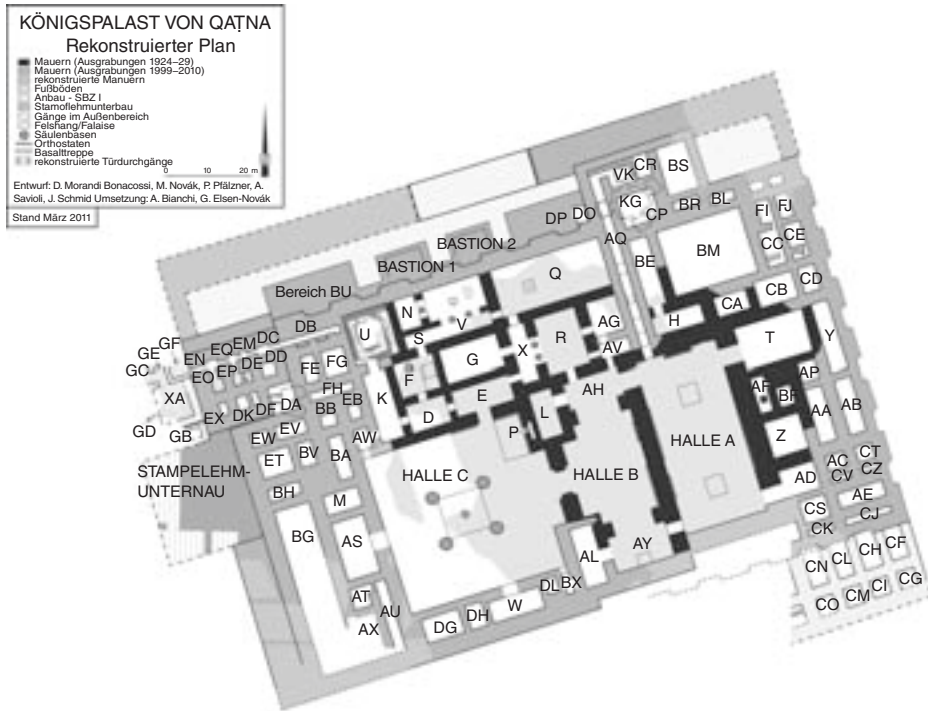 KÖNIGSPALAST VON QAṬNA
Rekonstruierter Plan
Mauern (Ausgrabungen 1924–29)
Mauern (Ausgrabungen 1999–2010)
rekonstruierte Manuern
Fußböden
Anbau - SBZ I
Stamoflehmunterbau
Gänge im Außenbereich
Felshang/Falaise
Säulenbasen
Orthostaten
Basalttreppe
rekonstruierte Türdurchgänge
0 10 20 m
Entwurf: D. Morandi Bonacossi, M. Novák, P. Pfälzner, A.
Savioli, J. Schmid Umsetzung: A. Bianchi, G. Elsen-Novák
Stand März 2011
CR BS
VK
KG
CP BR BL
DP DO
FI FJ
AQ
CE
BE BM CC
BASTION 2
BASTION 1
Bereich BU
Q
CD
CB
CA
N
V
H
U
S
R
AG
AV
X
G
T
Y
GF
GE
GC
EN
EQ
EM
DC
DB
EO
EP
DE
DD
FE
FG
F
K
E
AH
L
D
P
AF
BF
AP
AA
AB
XA
EX
DK
DF
DA
FH
BB
EB
GD
GB
EW
EV
AW
HALLE A
HALLE B
HALLE C
Z
STAMPELEHM-
UNTERNAU
ET
BV
BA
AD
AC
CT
CV
CZ
BH
M
AE
CS
CJ
CK
BG
AS
AL
AY
CN
CL
CH
CF
AT
AU
AX
DL
BX
W
DH
DG
CO
CM
CI
CG